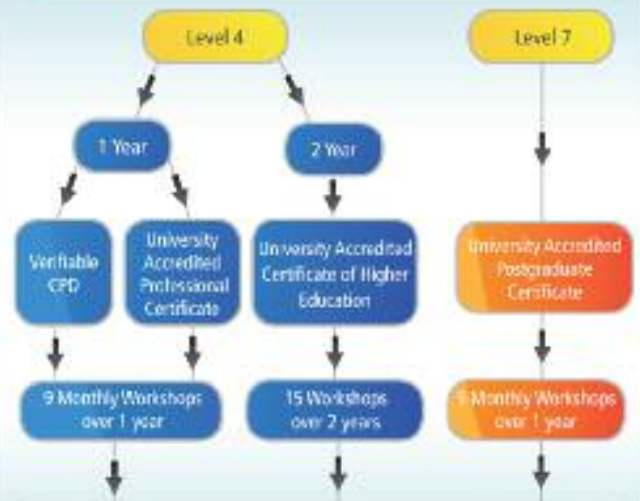 Level 4
Level 7
1 Year
2 Year
Verifiable
CPD
University
Accredited
Professional
Certificate
University Accredited
Certificate of Higher
Education
University Accredited
Postgraduate
Certificate
9 Monthly Workshops
over 1 year
15 Workshops
over 2 years
Monthly Workshops
over 1 year